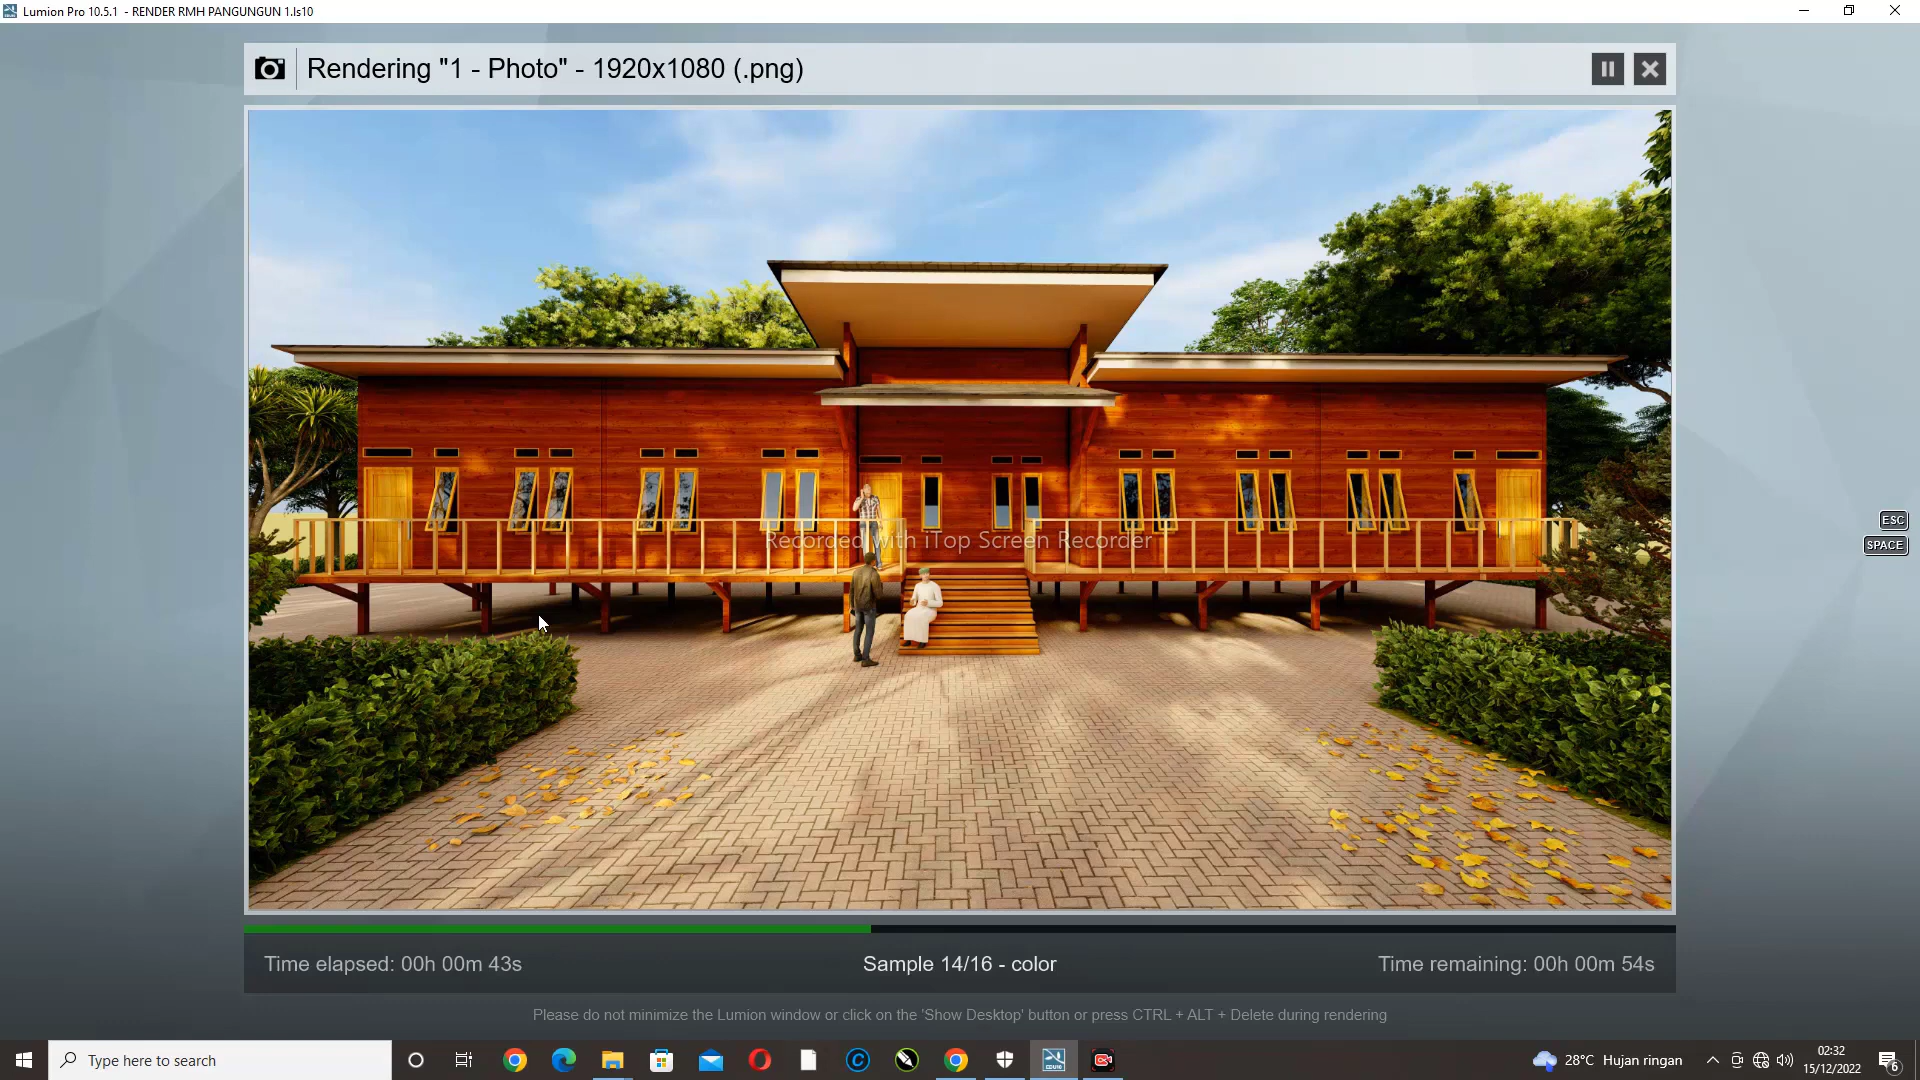 Lumion Pro 10.5.1 - RENDER RMH PANGUNGUN 1.ls10
Rendering "1 - Photo" - 1920x1080 (.png)
Recorded with iTop Screen Recorder
ESC
SPACE
Time elapsed: 00h 00m 43s
Sample 14/16 - color
Time remaining: 00h 00m 54s
Please do not minimize the Lumion window or click on the 'Show Desktop' button or press CTRL + ALT + Delete during rendering
Type here to search
28°C Hujan ringan
02:32
15/12/2022
6